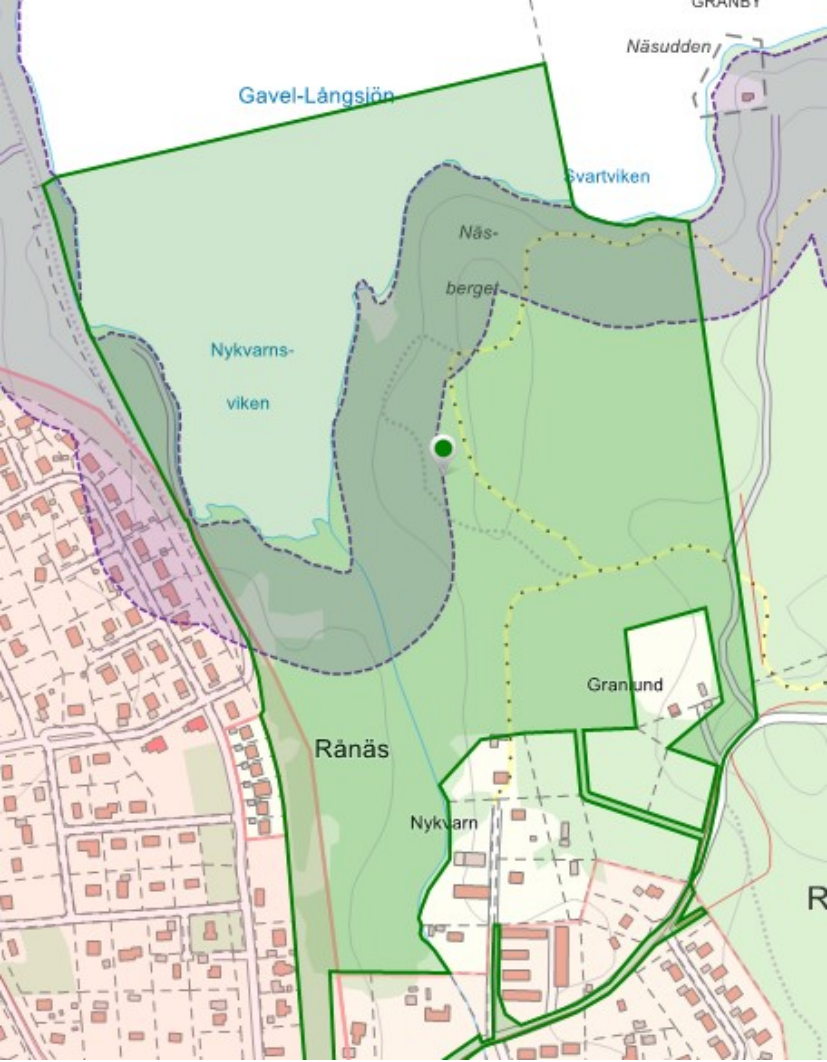 GRANBY
Näsudden
Gavel-Långsjön
Svartviken
Näs-
berget
Nykvarns-
viken
Granlund
Rånäs
Nykvarn
R